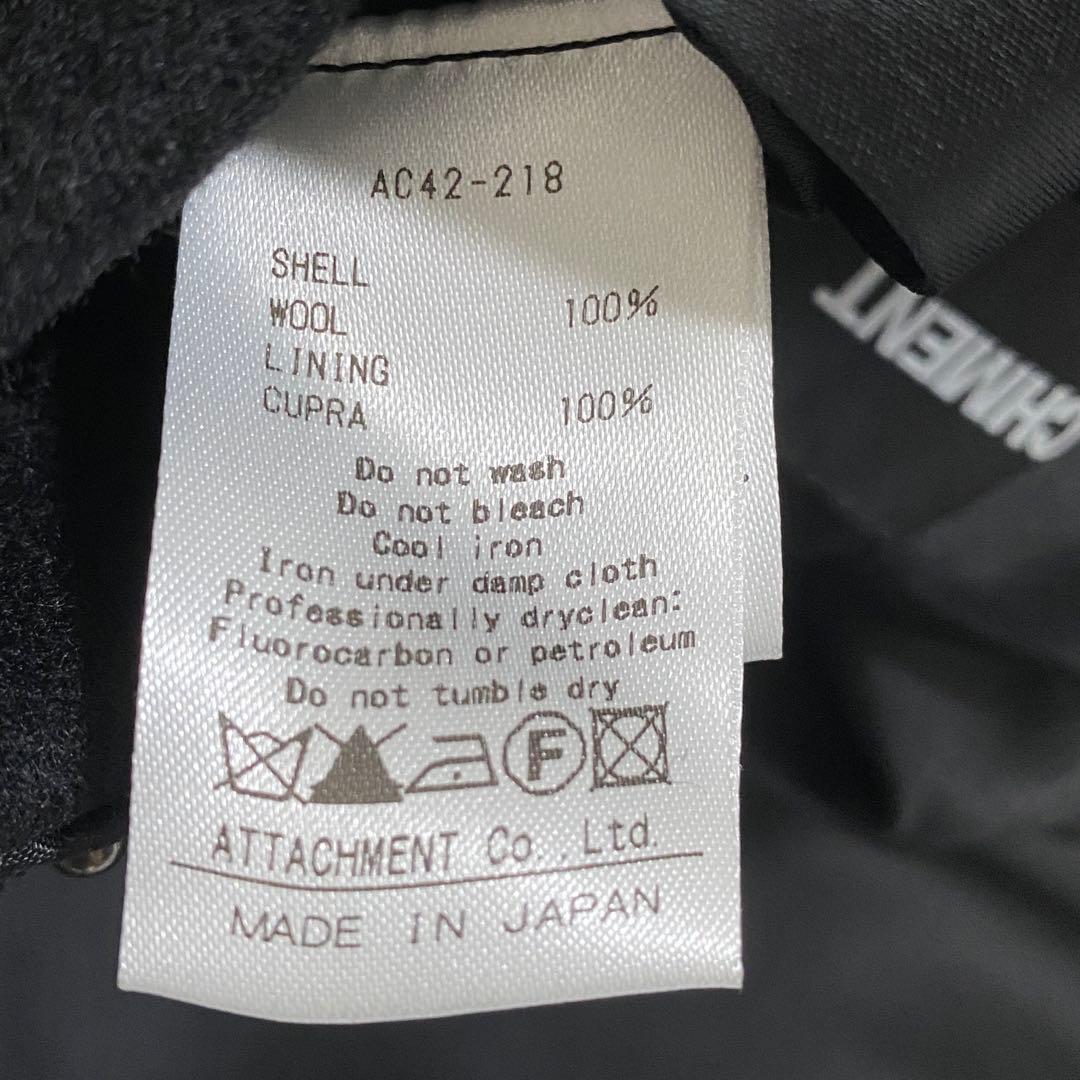 AC42-218
SHELL
WOOL 100%
LINING
CUPRA 100%
Do not wash
Do not bleach
Cool iron
Iron under damp cloth
Professionally dryclean:
Fluorocarbon or petroleum
Do not tumble dry
F
ATTACHMENT Co., Ltd.
MADE IN JAPAN
CHMENT